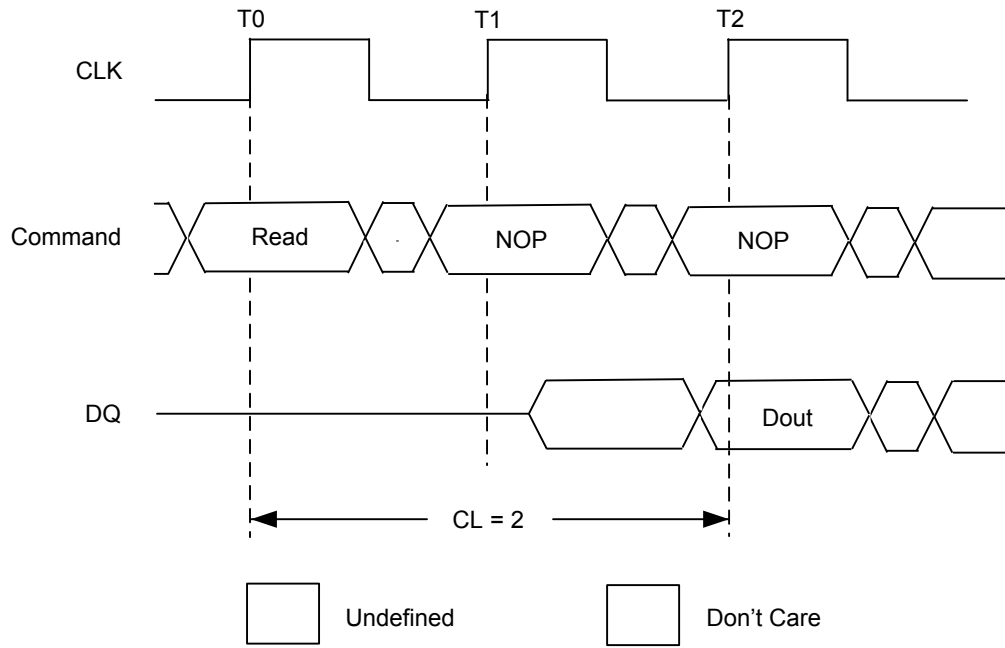 T0 T1 T2
CLK
Command Read NOP NOP
DQ Dout
CL = 2
Undefined Don't Care